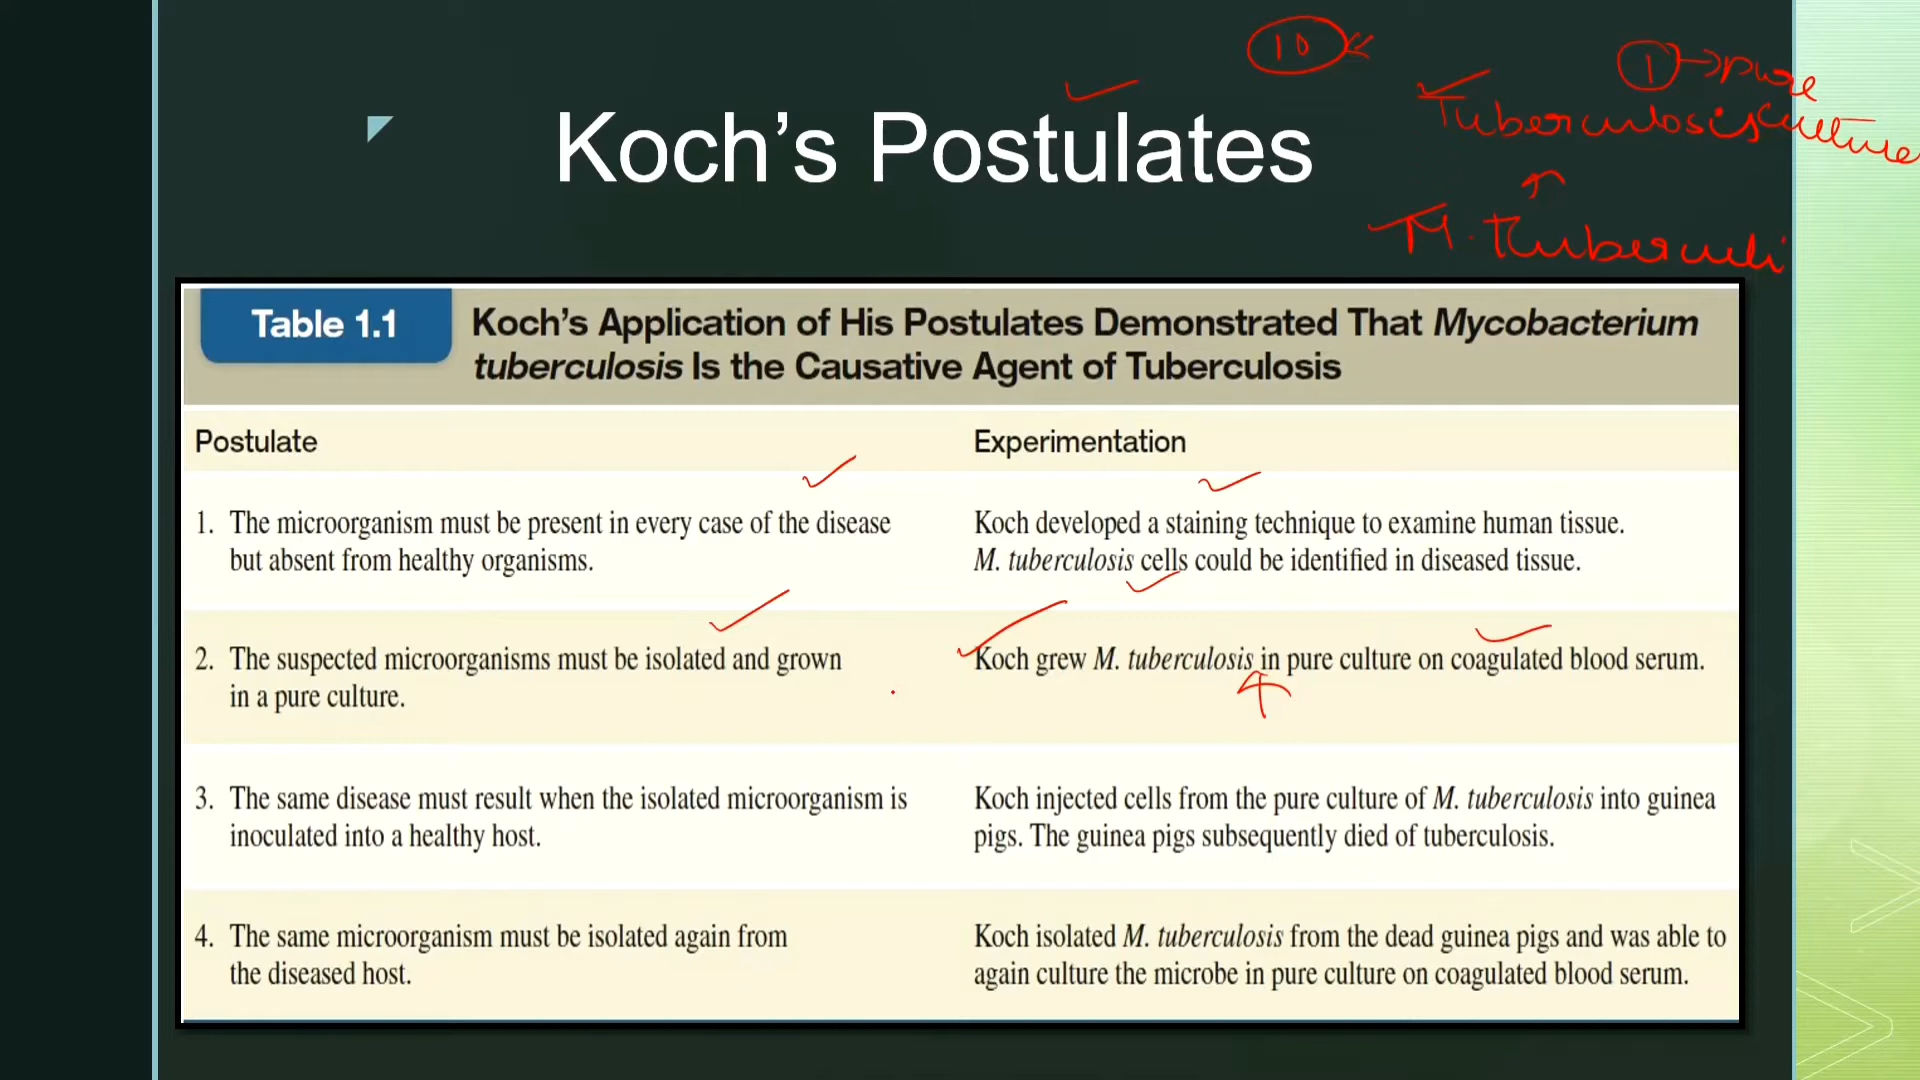 10
1 → pure
Tuberculosis culture
M. tuberculi
Koch’s Postulates
Table 1.1
Koch’s Application of His Postulates Demonstrated That Mycobacterium
tuberculosis Is the Causative Agent of Tuberculosis
Postulate
Experimentation
1. The microorganism must be present in every case of the disease
but absent from healthy organisms.
Koch developed a staining technique to examine human tissue.
M. tuberculosis cells could be identified in diseased tissue.
2. The suspected microorganisms must be isolated and grown
in a pure culture.
Koch grew M. tuberculosis in pure culture on coagulated blood serum.
3. The same disease must result when the isolated microorganism is
inoculated into a healthy host.
Koch injected cells from the pure culture of M. tuberculosis into guinea
pigs. The guinea pigs subsequently died of tuberculosis.
4. The same microorganism must be isolated again from
the diseased host.
Koch isolated M. tuberculosis from the dead guinea pigs and was able to
again culture the microbe in pure culture on coagulated blood serum.